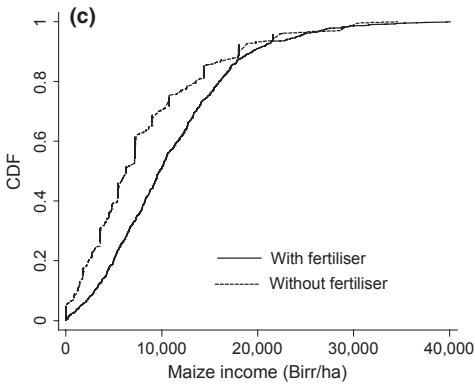 (c)
1
0.8
0.6
0.4
0.2
0
CDF
With fertiliser
Without fertiliser
0 10,000 20,000 30,000 40,000
Maize income (Birr/ha)